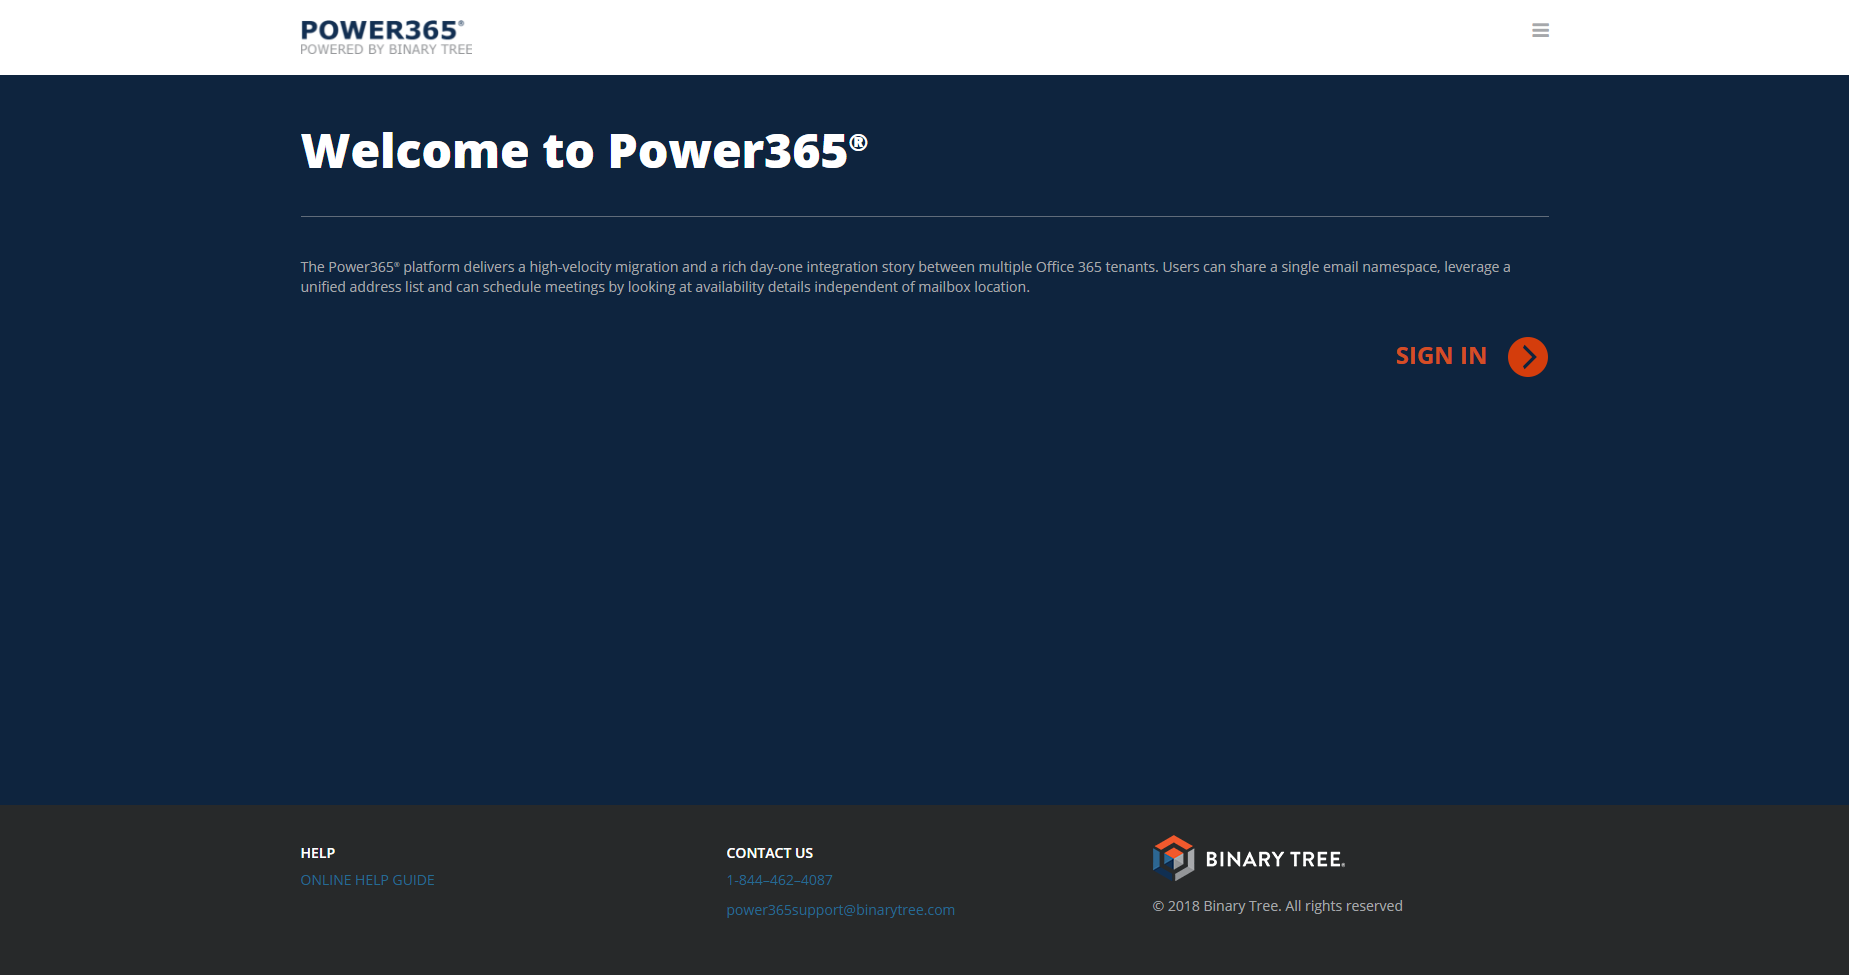 POWER365®
POWERED BY BINARY TREE
Welcome to Power365®
The Power365® platform delivers a high-velocity migration and a rich day-one integration story between multiple Office 365 tenants. Users can share a single email namespace, leverage a
unified address list and can schedule meetings by looking at availability details independent of mailbox location.
SIGN IN
HELP
ONLINE HELP GUIDE
CONTACT US
1-844–462–4087
power365support@binarytree.com
BINARY TREE.
© 2018 Binary Tree. All rights reserved